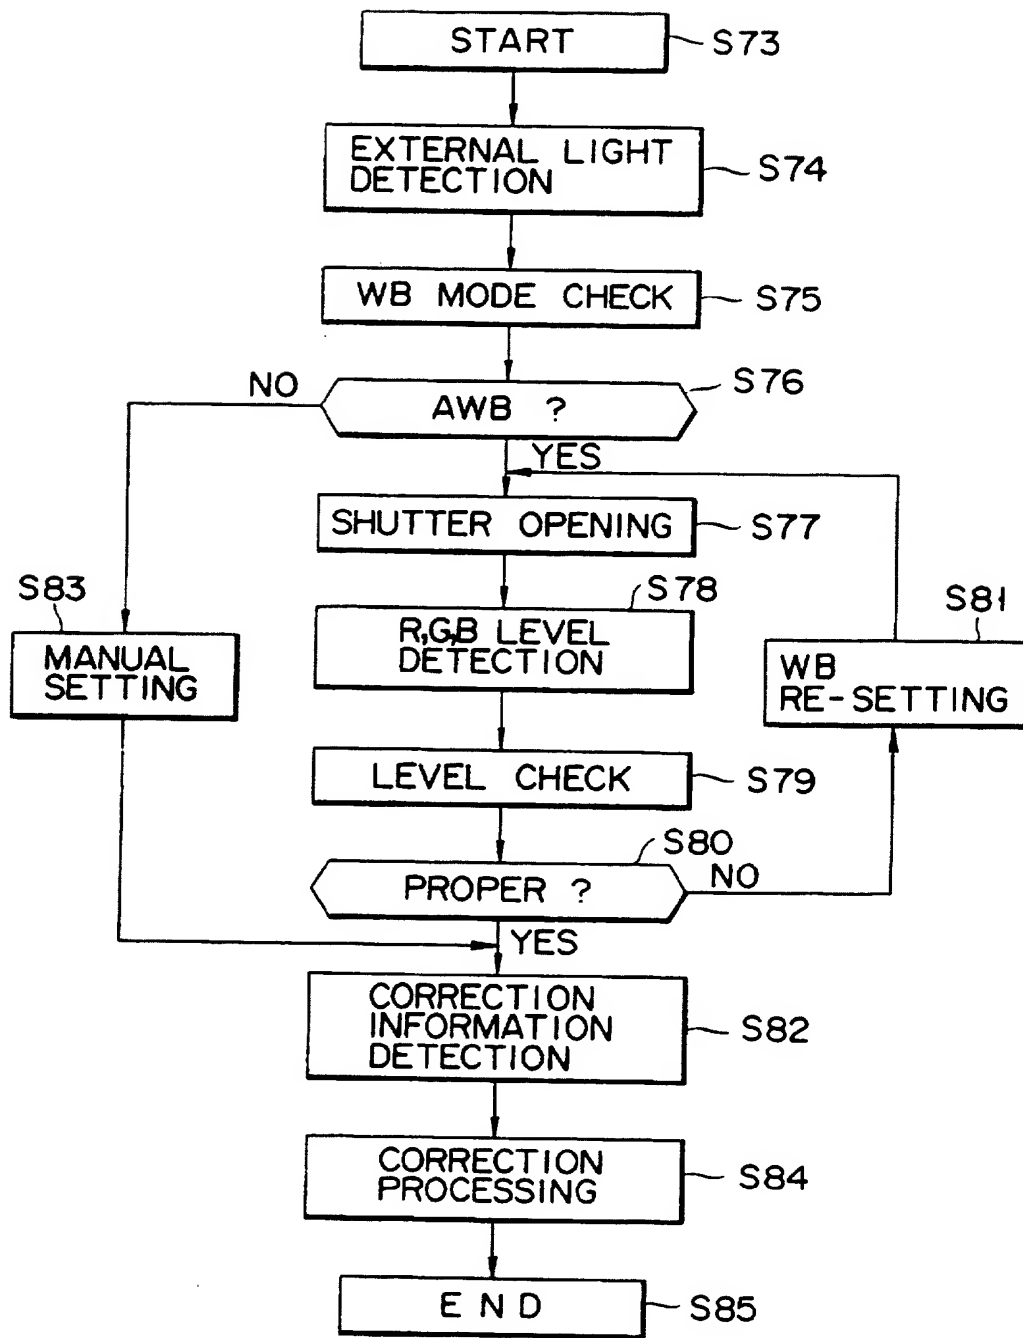 START
S73
EXTERNAL LIGHT
DETECTION
S74
WB MODE CHECK
S75
NO
AWB ?
S76
YES
SHUTTER OPENING
S77
S83
MANUAL
SETTING
S78
R,G,B LEVEL
DETECTION
S81
WB
RE-SETTING
LEVEL CHECK
S79
S80
PROPER ?
NO
YES
CORRECTION
INFORMATION
DETECTION
S82
CORRECTION
PROCESSING
S84
END
S85